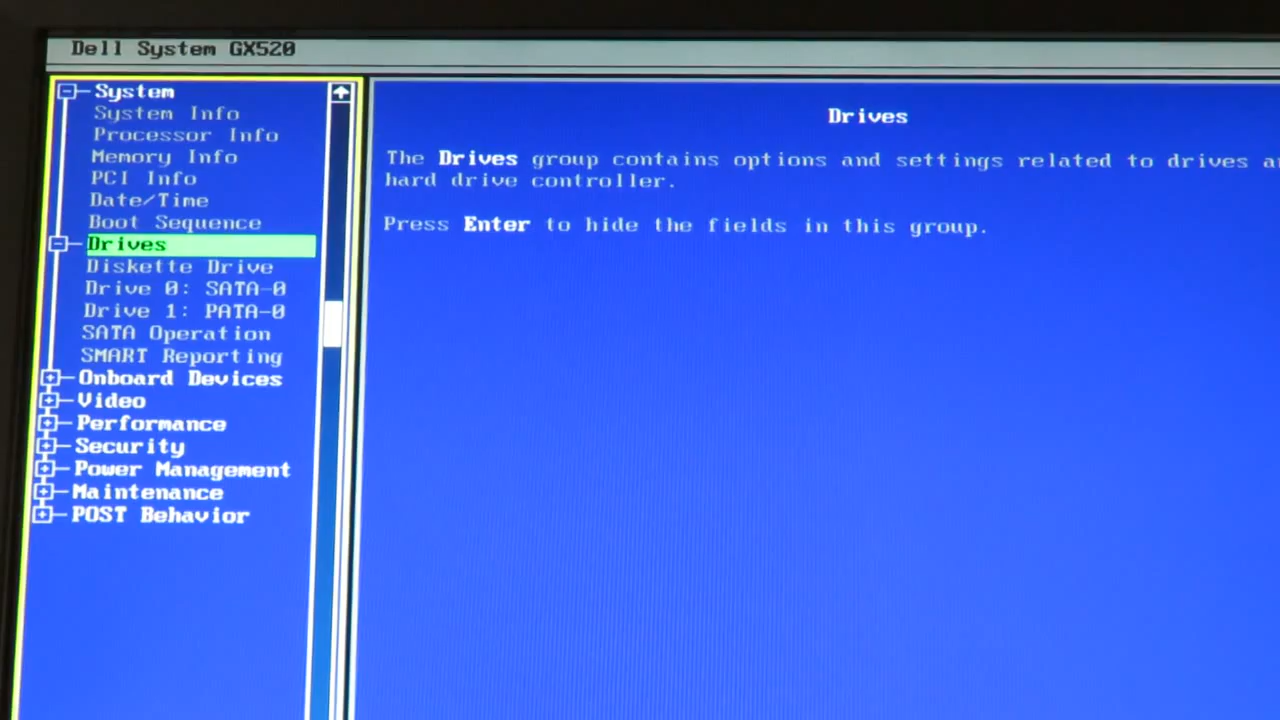 Dell System GX520
System
System Info
Processor Info
Memory Info
PCI Info
Date/Time
Boot Sequence
Drives
Diskette Drive
Drive 0: SATA-0
Drive 1: PATA-0
SATA Operation
SMART Reporting
Onboard Devices
Video
Performance
Security
Power Management
Maintenance
POST Behavior
Drives
The Drives group contains options and settings related to drives
hard drive controller.
Press Enter to hide the fields in this group.